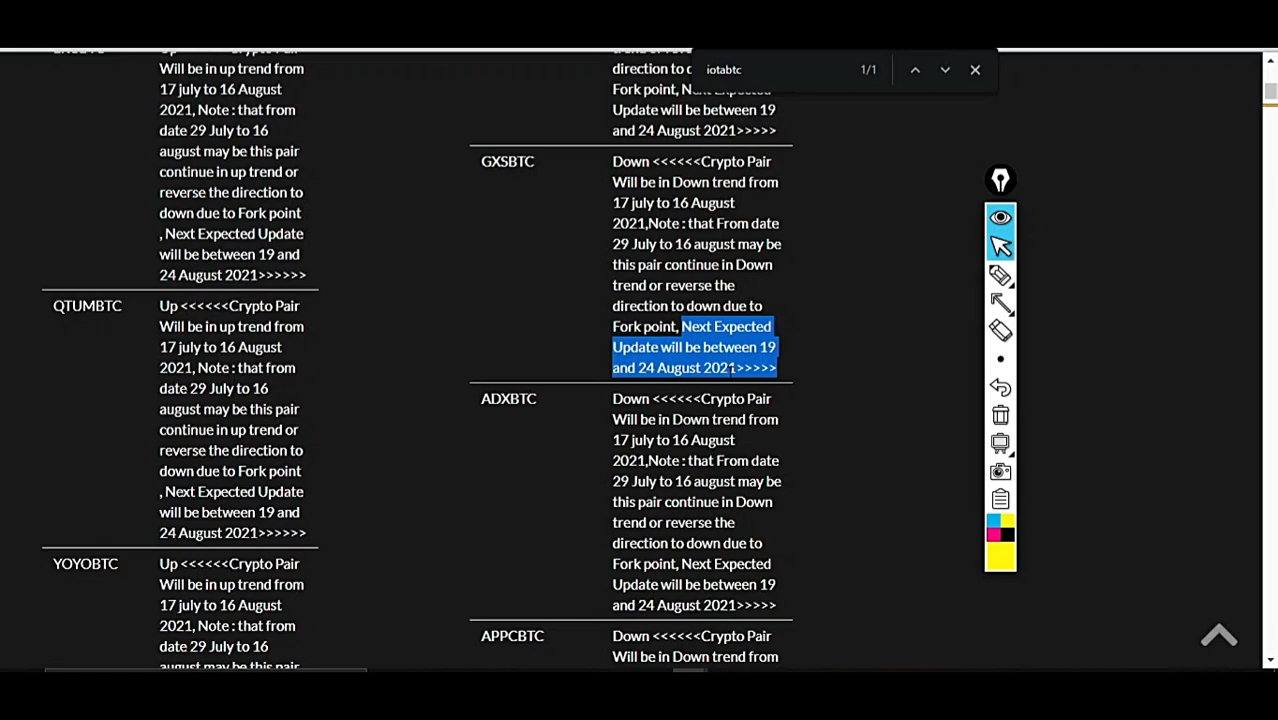 iotabtc
1/1
Will be in up trend from
17 july to 16 August
2021, Note : that from
date 29 July to 16
august may be this pair
continue in up trend or
reverse the direction to
down due to Fork point
, Next Expected Update
will be between 19 and
24 August 2021>>>>>>
QTUMBTC
Up <<<<<<Crypto Pair
Will be in up trend from
17 july to 16 August
2021, Note : that from
date 29 July to 16
august may be this pair
continue in up trend or
reverse the direction to
down due to Fork point
, Next Expected Update
will be between 19 and
24 August 2021>>>>>>
YOYOBTC
Up <<<<<<Crypto Pair
Will be in up trend from
17 july to 16 August
2021, Note : that from
date 29 July to 16
august may be this pair
direction to
Fork point,
Update will be between 19
and 24 August 2021>>>>>
GXSBTC
Down <<<<<<Crypto Pair
Will be in Down trend from
17 july to 16 August
2021,Note : that From date
29 July to 16 august may be
this pair continue in Down
trend or reverse the
direction to down due to
Fork point, Next Expected
Update will be between 19
and 24 August 2021>>>>>
ADXBTC
Down <<<<<<Crypto Pair
Will be in Down trend from
17 july to 16 August
2021,Note : that From date
29 July to 16 august may be
this pair continue in Down
trend or reverse the
direction to down due to
Fork point, Next Expected
Update will be between 19
and 24 August 2021>>>>>
APPCBTC
Down <<<<<<Crypto Pair
Will be in Down trend from